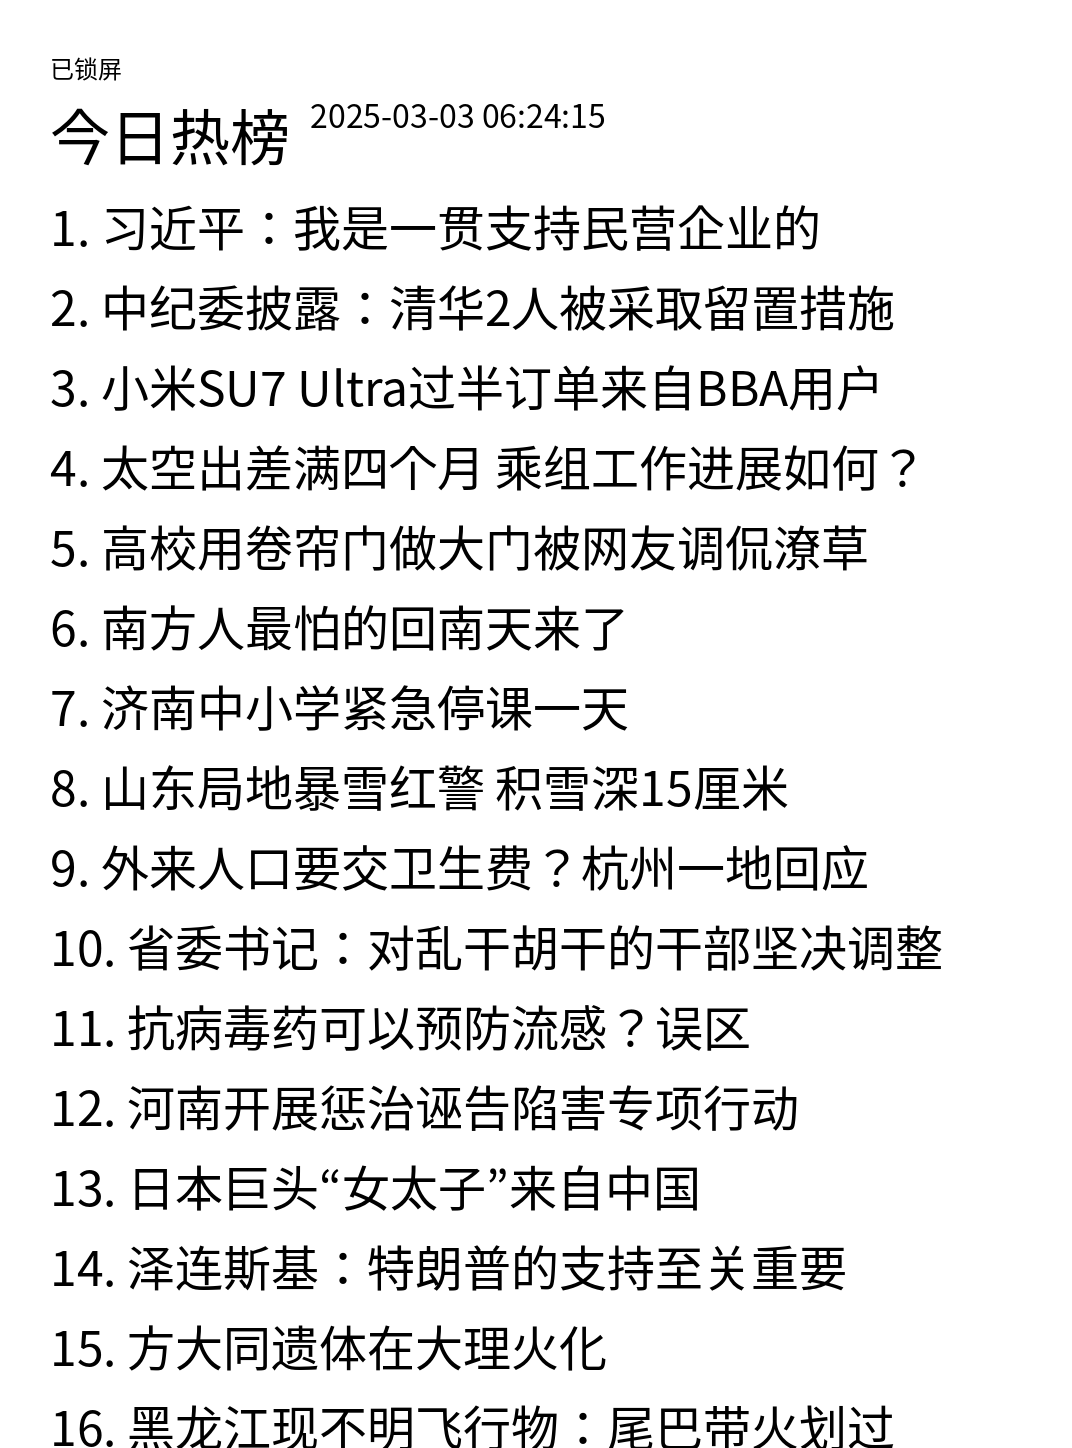 已锁屏
今日热榜 2025-03-03 06:24:15
1. 习近平：我是一贯支持民营企业的
2. 中纪委披露：清华2人被采取留置措施
3. 小米SU7 Ultra过半订单来自BBA用户
4. 太空出差满四个月 乘组工作进展如何？
5. 高校用卷帘门做大门被网友调侃潦草
6. 南方人最怕的回南天来了
7. 济南中小学紧急停课一天
8. 山东局地暴雪红警 积雪深15厘米
9. 外来人口要交卫生费？杭州一地回应
10. 省委书记：对乱干胡干的干部坚决调整
11. 抗病毒药可以预防流感？误区
12. 河南开展惩治诬告陷害专项行动
13. 日本巨头“女太子”来自中国
14. 泽连斯基：特朗普的支持至关重要
15. 方大同遗体在大理火化
16. 黑龙江现不明飞行物：尾巴带火划过